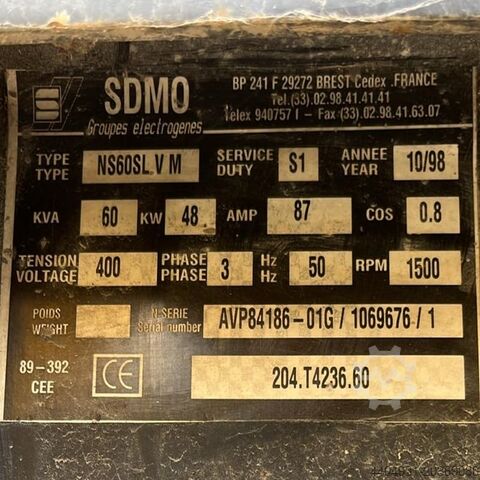 BP 241 F 29272 BREST Cedex .FRANCE
Tel.(33).02.98.41.41.41
Telex 940757 I - Fax (33).02.98.41.63.07
SDMO
Groupes electrogenes
TYPE TYPE NS60SL V M SERVICE DUTY S1 ANNEE YEAR 10/98
KVA 60 KW 48 AMP 87 COS 0.8
TENSION VOLTAGE 400 PHASE PHASE 3 Hz Hz 50 RPM 1500
POIDS WEIGHT N.SERIE Serial number AVP84186-01G / 1069676 / 1
89-392 CEE CE 204.T4236.60